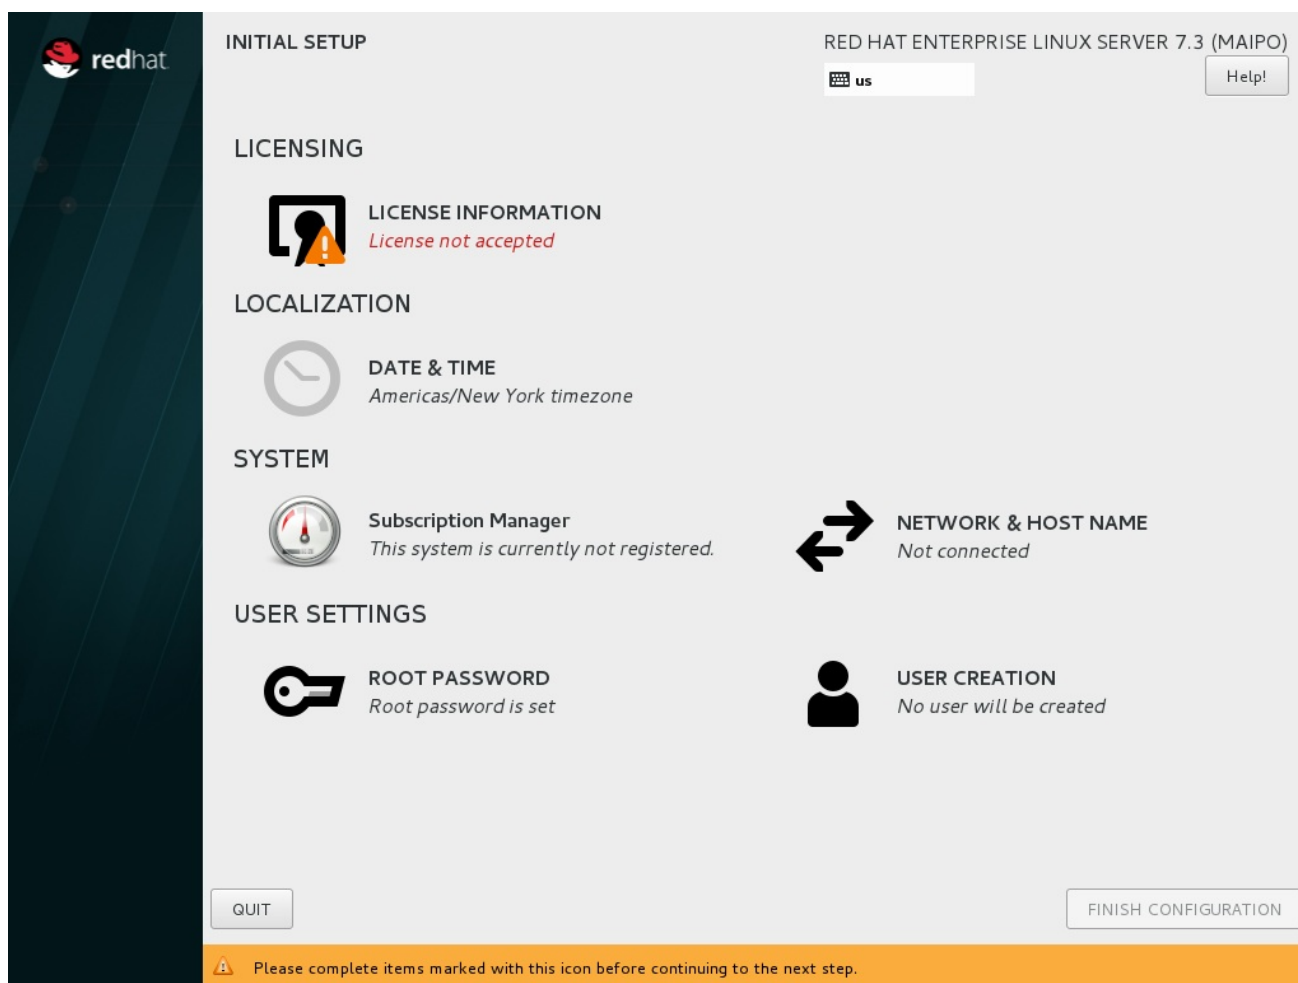 redhat.
INITIAL SETUP
RED HAT ENTERPRISE LINUX SERVER 7.3 (MAIPO)
us
Help!
LICENSING
LICENSE INFORMATION
License not accepted
LOCALIZATION
DATE & TIME
Americas/New York timezone
SYSTEM
Subscription Manager
This system is currently not registered.
NETWORK & HOST NAME
Not connected
USER SETTINGS
ROOT PASSWORD
Root password is set
USER CREATION
No user will be created
QUIT
FINISH CONFIGURATION
Please complete items marked with this icon before continuing to the next step.